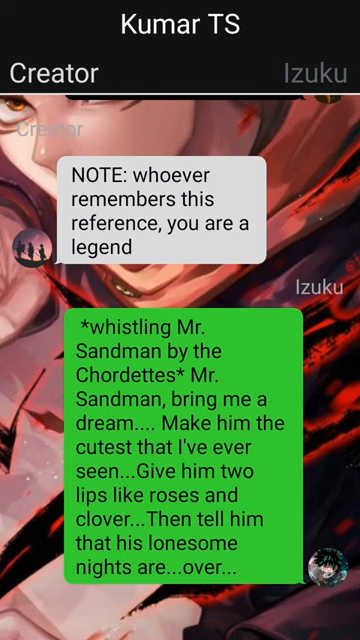 Kumar TS
Creator
Izuku
Creator
NOTE: whoever
remembers this
reference, you are a
legend
Izuku
*whistling Mr.
Sandman by the
Chordettes* Mr.
Sandman, bring me a
dream.... Make him the
cutest that I've ever
seen...Give him two
lips like roses and
clover...Then tell him
that his lonesome
nights are...over...